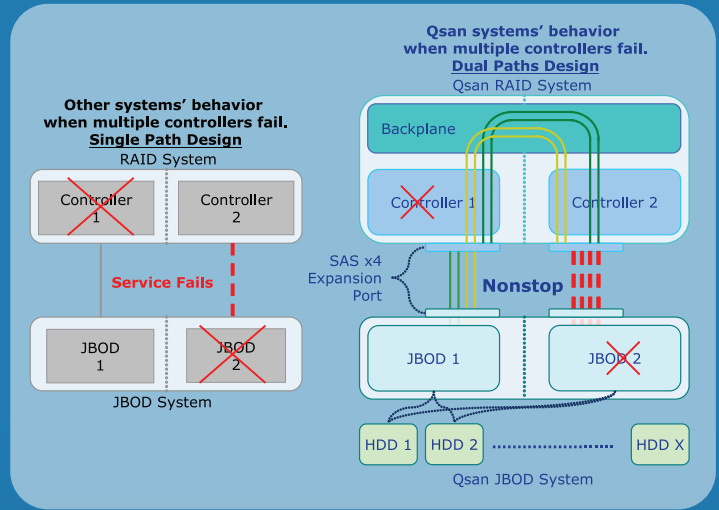 Other systems' behavior
when multiple controllers fail.
Single Path Design
RAID System
Controller
1
Controller
2
Service Fails
JBOD
1
JBOD
2
JBOD System
Qsan systems' behavior
when multiple controllers fail.
Dual Paths Design
Qsan RAID System
Backplane
Controller 1
Controller 2
SAS x4
Expansion
Port
Nonstop
JBOD 1
JBOD 2
HDD 1
HDD 2
HDD X
Qsan JBOD System